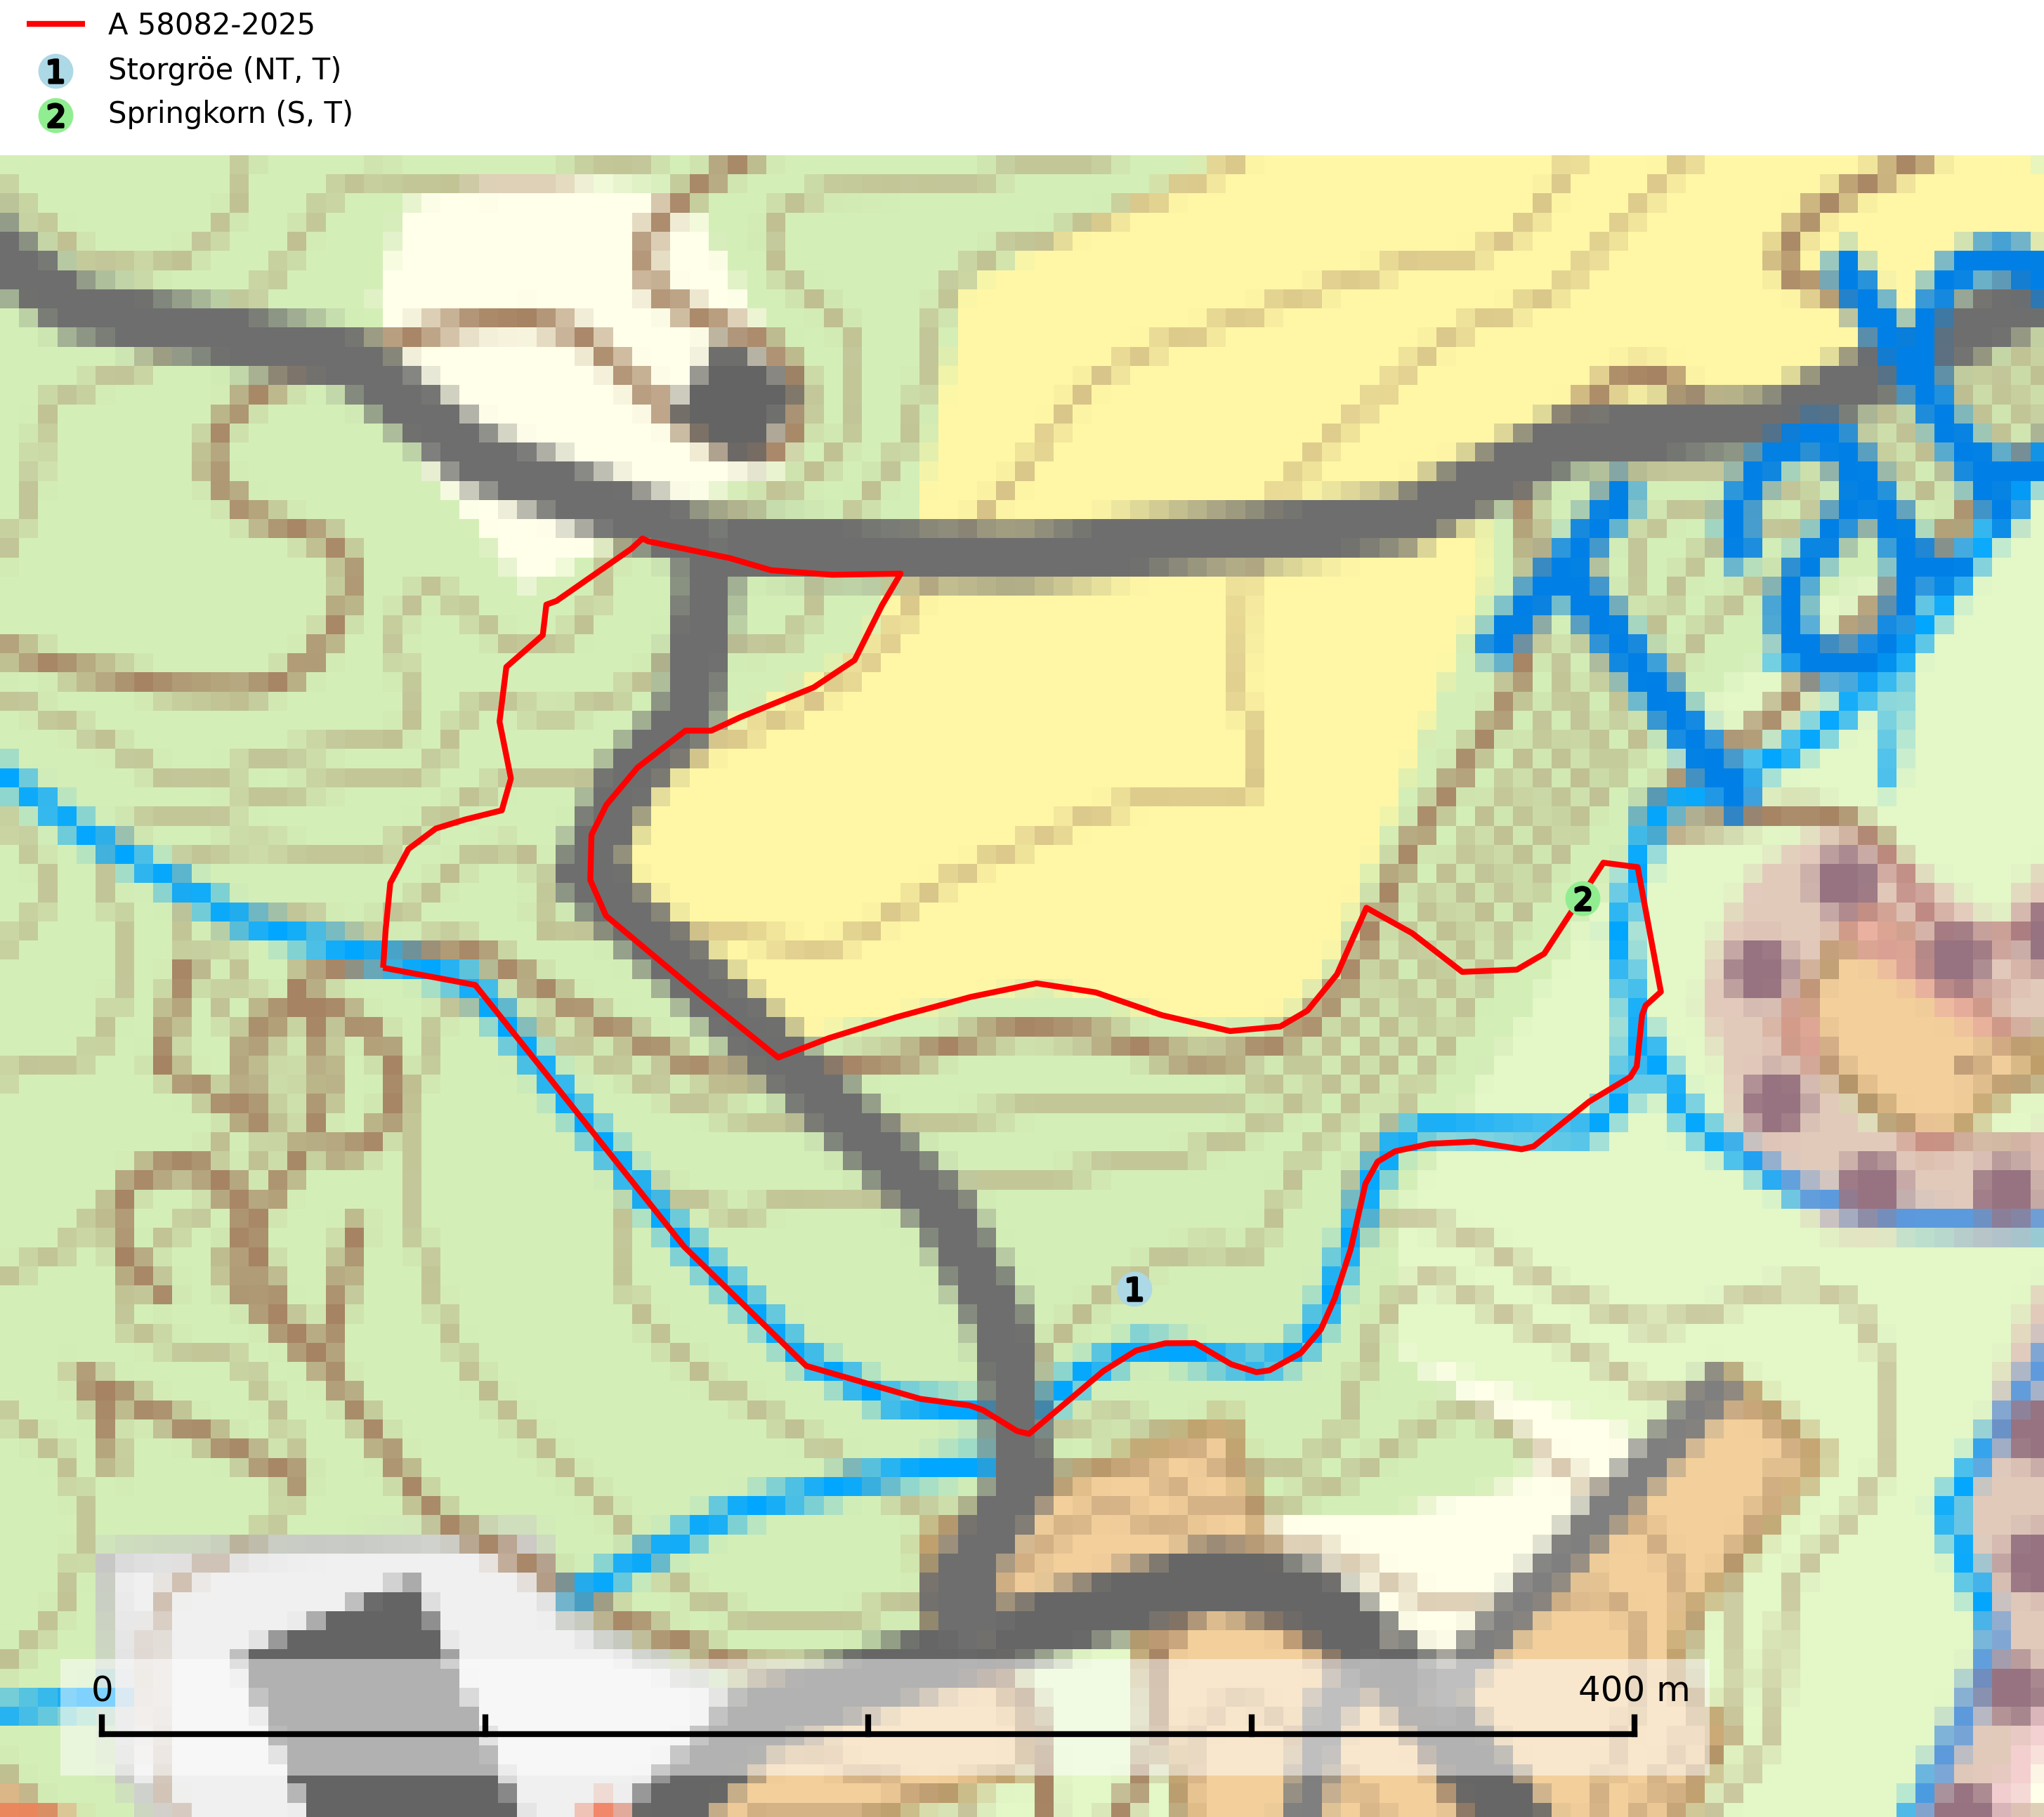 A 58082-2025
1 Storgröe (NT, T)
2 Springkorn (S, T)
2
1
0 400 m